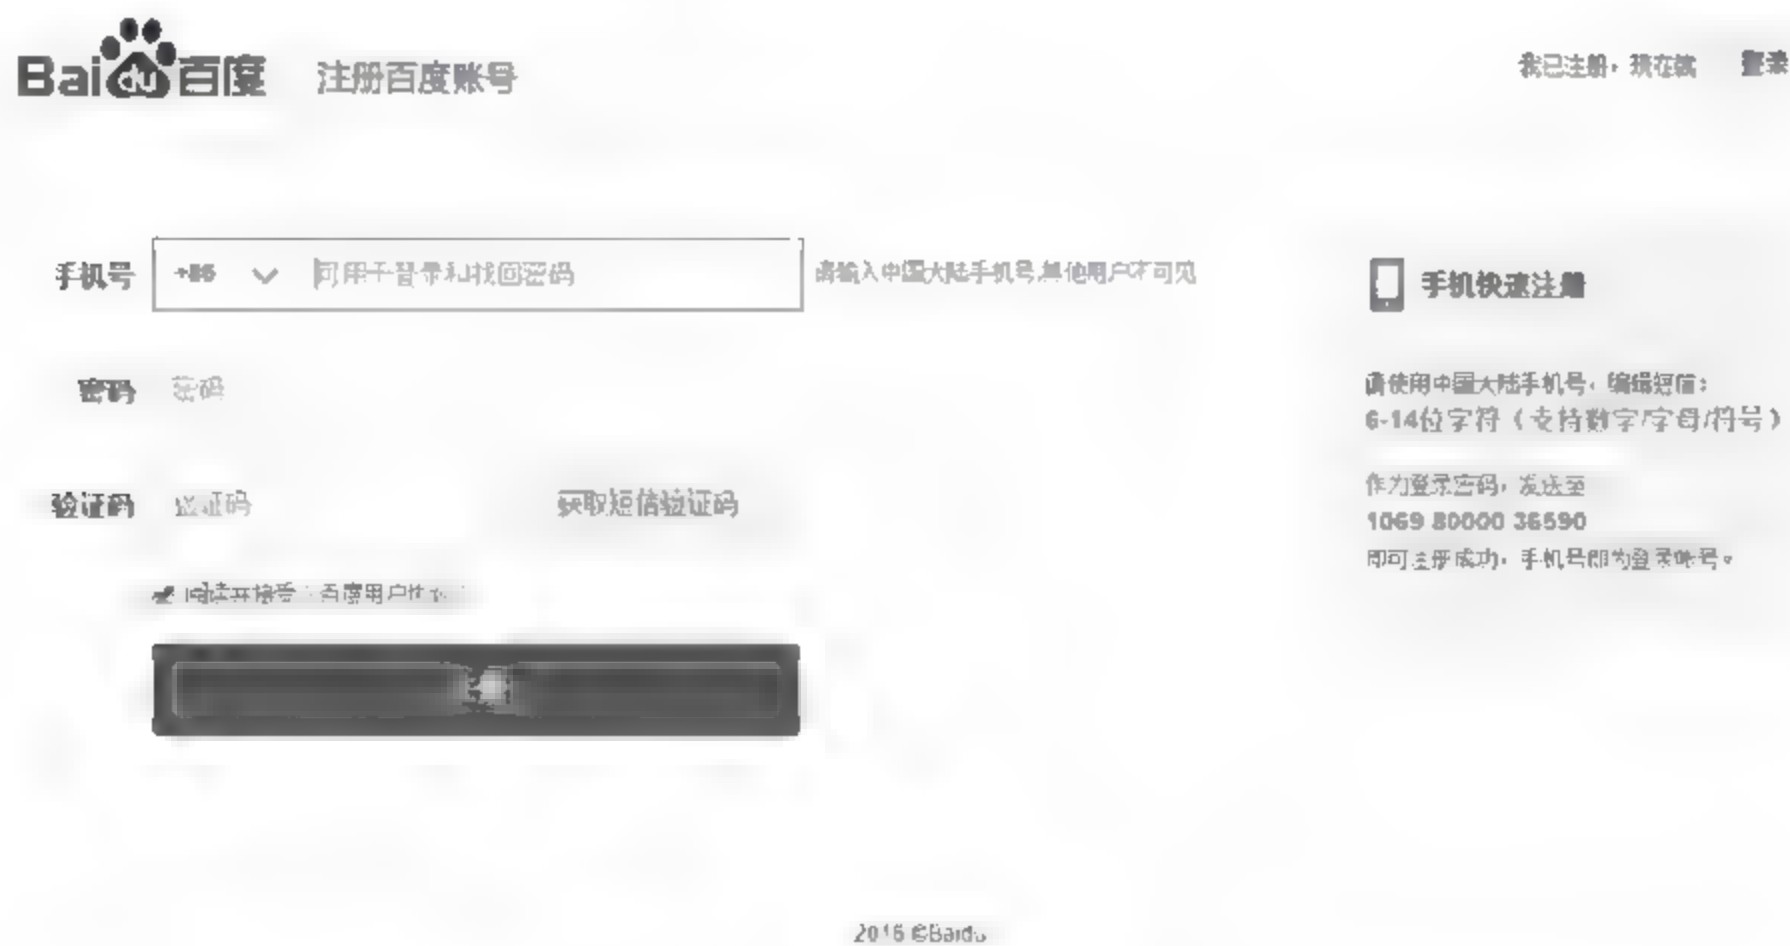 Bai du 百度 注册百度账号
我已注册，现在就 登录
手机号 +86 可用于登录和找回密码 请输入中国大陆手机号,其他用户不可见
密码 密码
验证码 验证码 获取短信验证码
阅读并接受 百度用户协议
手机快速注册
请使用中国大陆手机号，编辑短信：
6-14位字符（支持数字/字母/符号）
作为登录密码，发送至
1069 80000 36590
即可注册成功，手机号即为登录帐号。
2016 ©Baidu